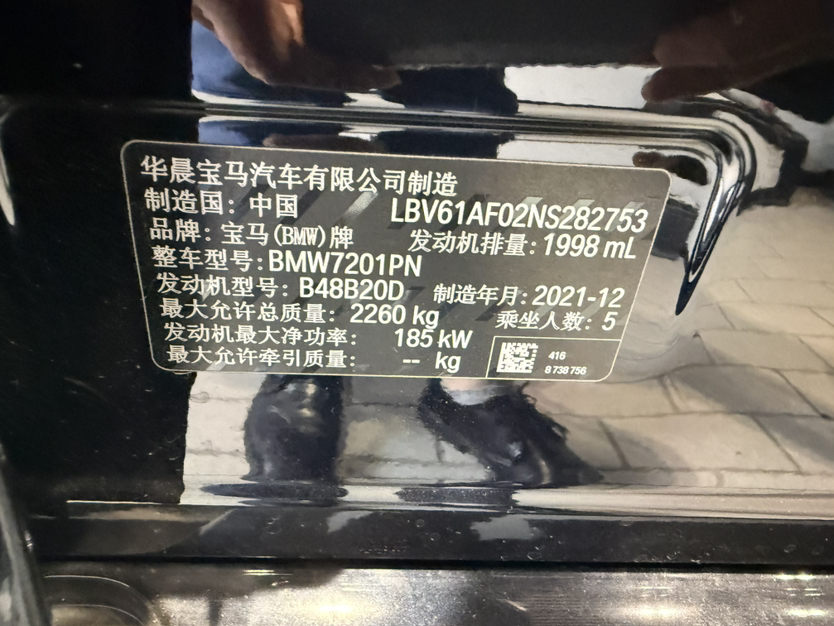 华晨宝马汽车有限公司制造
制造国：中国 LBV61AF02NS282753
品牌：宝马(BMW)牌 发动机排量：1998 mL
整车型号：BMW7201PN
发动机型号：B48B20D 制造年月：2021-12
最大允许总质量：2260 kg 乘坐人数：5
发动机最大净功率：185 kW
最大允许牵引质量：-- kg
416
8 738 756